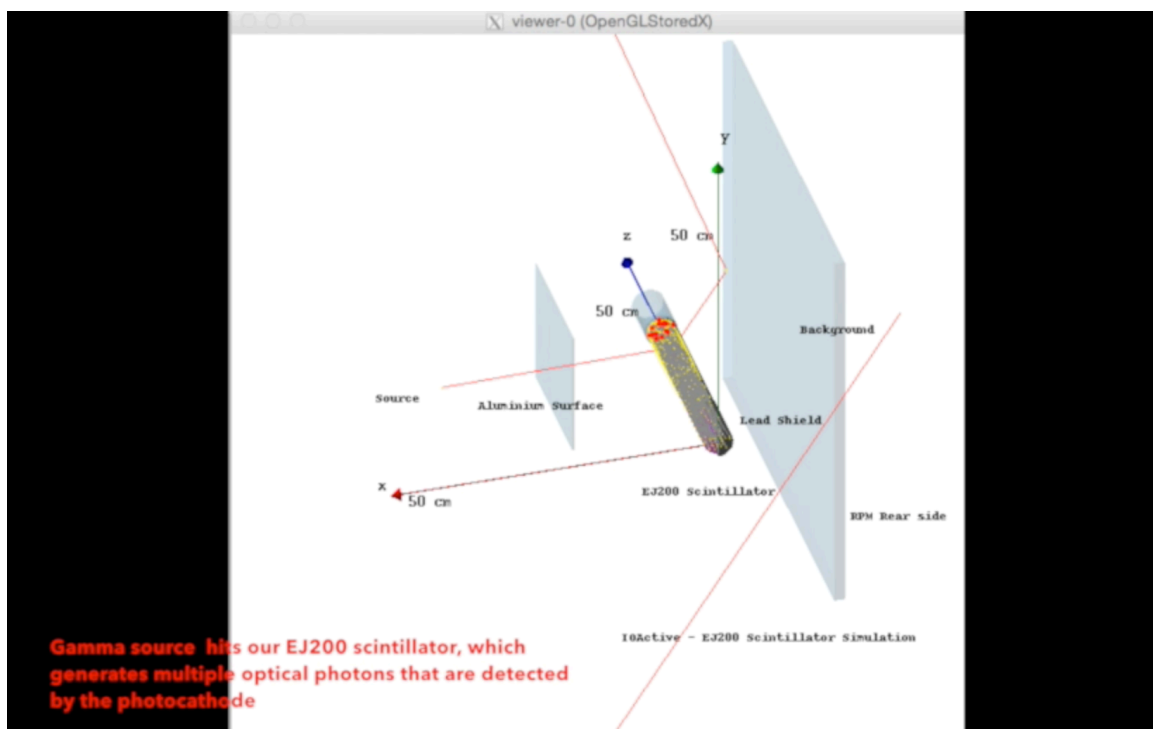 viewer-0 (OpenGLStoredX)
Y
z
50 cm
50 cm
Background
Source
Aluminium Surface
Lead Shield
x
50 cm
EJ200 Scintillator
RPM Rear side
IOActive - EJ200 Scintillator Simulation
Gamma source hits our EJ200 scintillator, which
generates multiple optical photons that are detected
by the photocathode